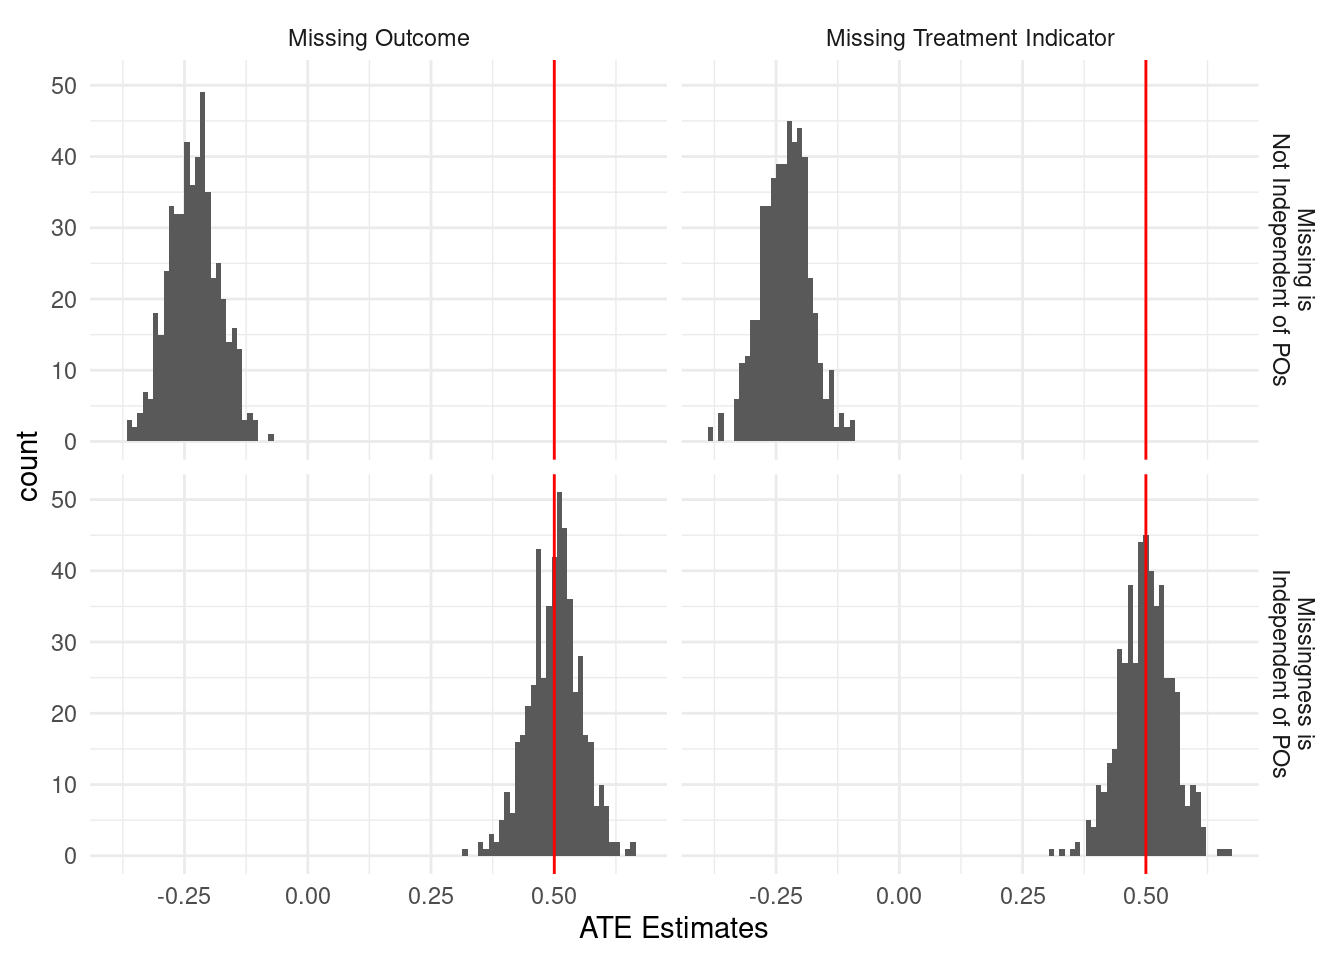 Missing Outcome
Missing Treatment Indicator
50
40
30
20
10
0
Missing is
Not Independent of POs
count
50
40
30
20
10
0
Missingness is
Independent of POs
-0.25
0.00
0.25
0.50
-0.25
0.00
0.25
0.50
ATE Estimates